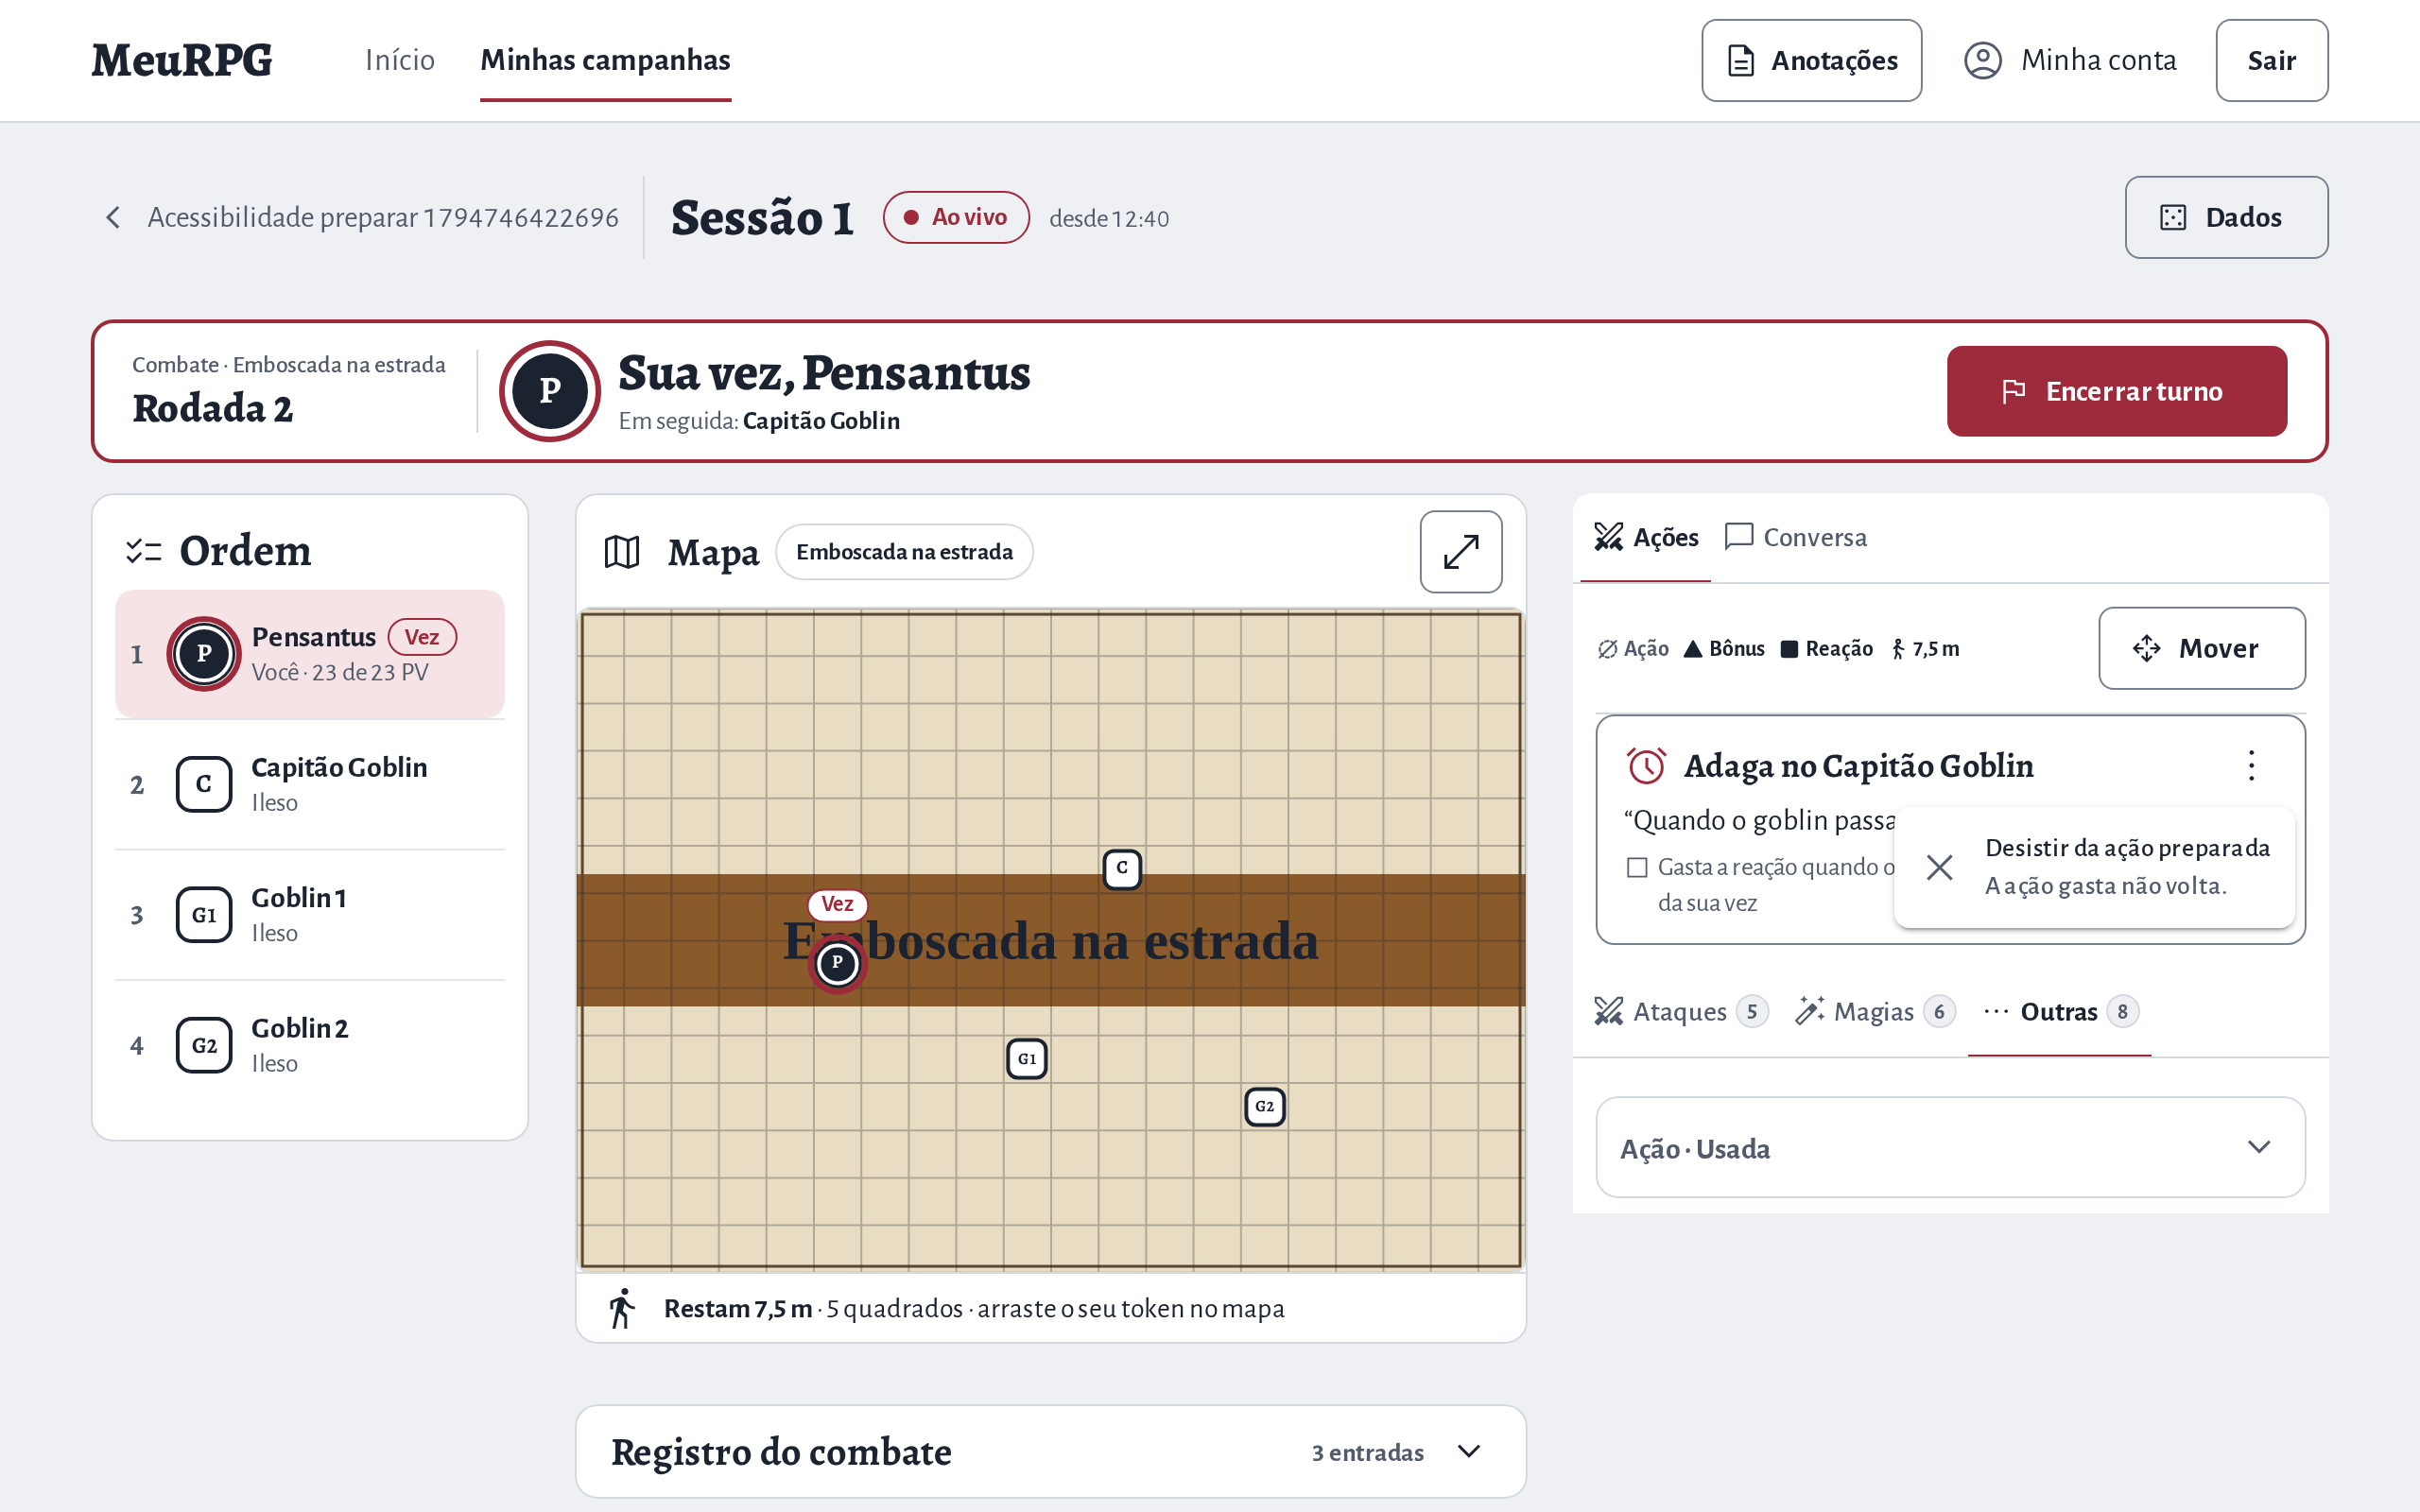 MeuRPG
Início
Minhas campanhas
Anotações
Minha conta
Sair
Acessibilidade preparar 1794746422696
Sessão 1
Ao vivo
desde 12:40
Dados
Combate · Emboscada na estrada
Rodada 2
P
Sua vez, Pensantus
Em seguida: Capitão Goblin
Encerrar turno
Ordem
1
P
Pensantus
Vez
Você · 23 de 23 PV
2
C
Capitão Goblin
Ileso
3
G1
Goblin 1
Ileso
4
G2
Goblin 2
Ileso
Mapa
Emboscada na estrada
C
Vez
Emboscada na estrada
P
G1
G2
Restam 7,5 m · 5 quadrados · arraste o seu token no mapa
Registro do combate
3 entradas
Ações
Conversa
Ação
Bônus
Reação
7,5 m
Mover
Adaga no Capitão Goblin
“Quando o goblin passa
Gasta a reação quando o
da sua vez
Desistir da ação preparada
A ação gasta não volta.
Ataques 5
Magias 6
Outras 8
Ação · Usada